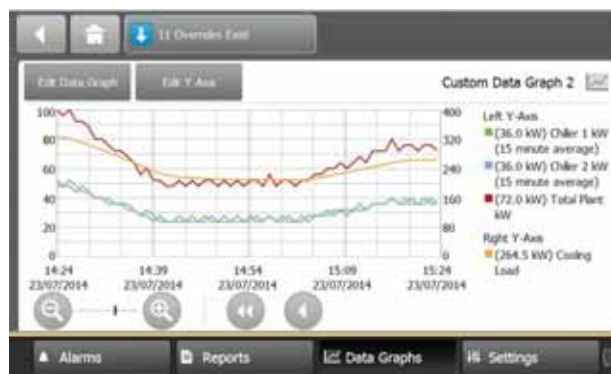 11 Overrides Exist
Edit Data Graph
Edit Y Axis
Custom Data Graph 2
100
80
60
40
20
0
400
320
240
160
80
0
14:24
23/07/2014
14:39
23/07/2014
14:54
23/07/2014
15:09
23/07/2014
15:24
23/07/2014
Left Y-Axis
(36.0 kW) Chiller 1 kW
(15 minute average)
(36.0 kW) Chiller 2 kW
(15 minute average)
(72.0 kW) Total Plant
kW
Right Y-Axis
(264.5 kW) Cooling
Load
Alarms
Reports
Data Graphs
Settings